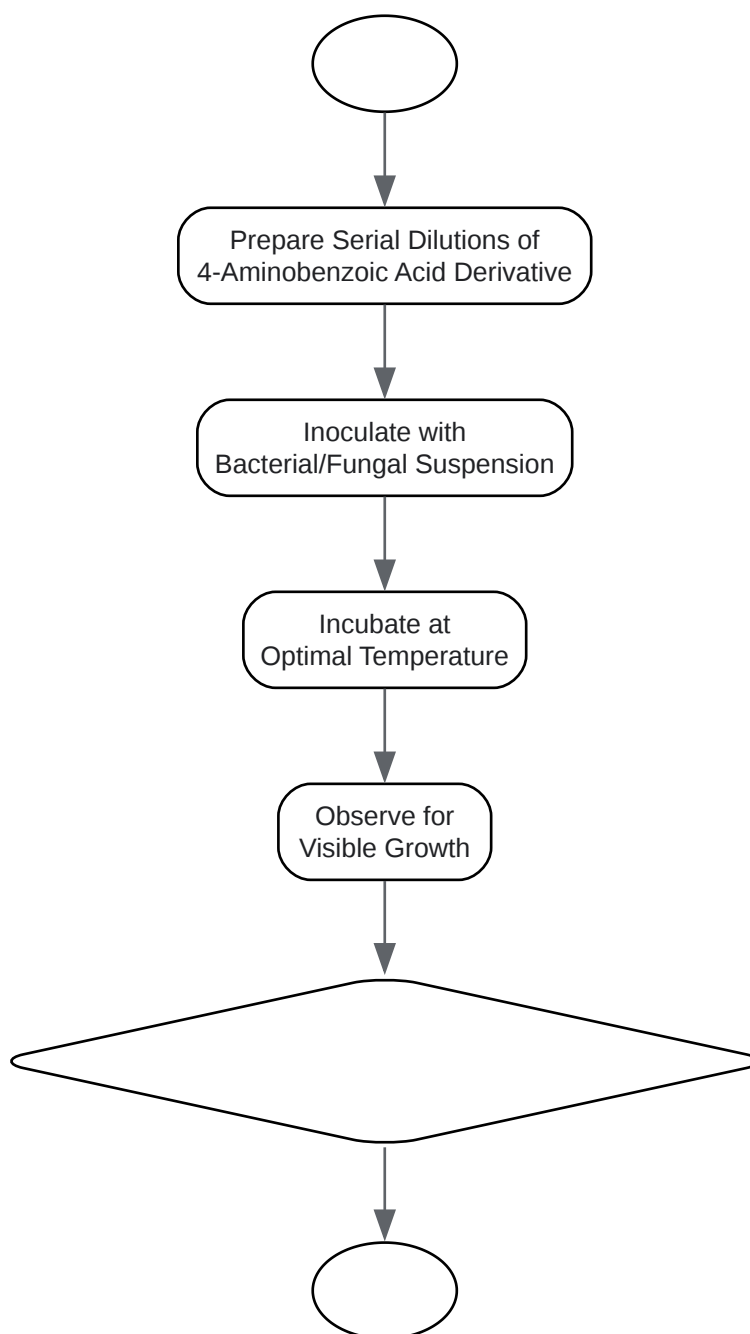 Prepare Serial Dilutions of
4-Aminobenzoic Acid Derivative
Inoculate with
Bacterial/Fungal Suspension
Incubate at
Optimal Temperature
Observe for
Visible Growth